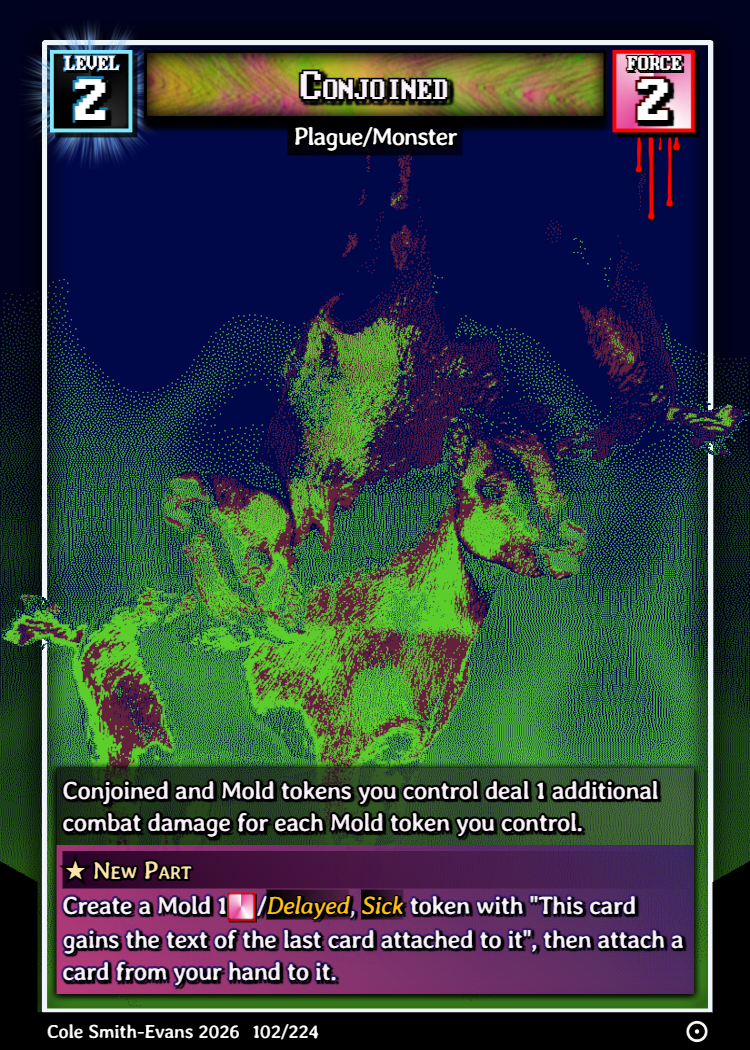 LEVEL
2
CONJOINED
FORCE
2
Plague/Monster
Conjoined and Mold tokens you control deal 1 additional
combat damage for each Mold token you control.
★ NEW PART
Create a Mold 1/Delayed, Sick token with "This card
gains the text of the last card attached to it", then attach a
card from your hand to it.
Cole Smith-Evans 2026 102/224